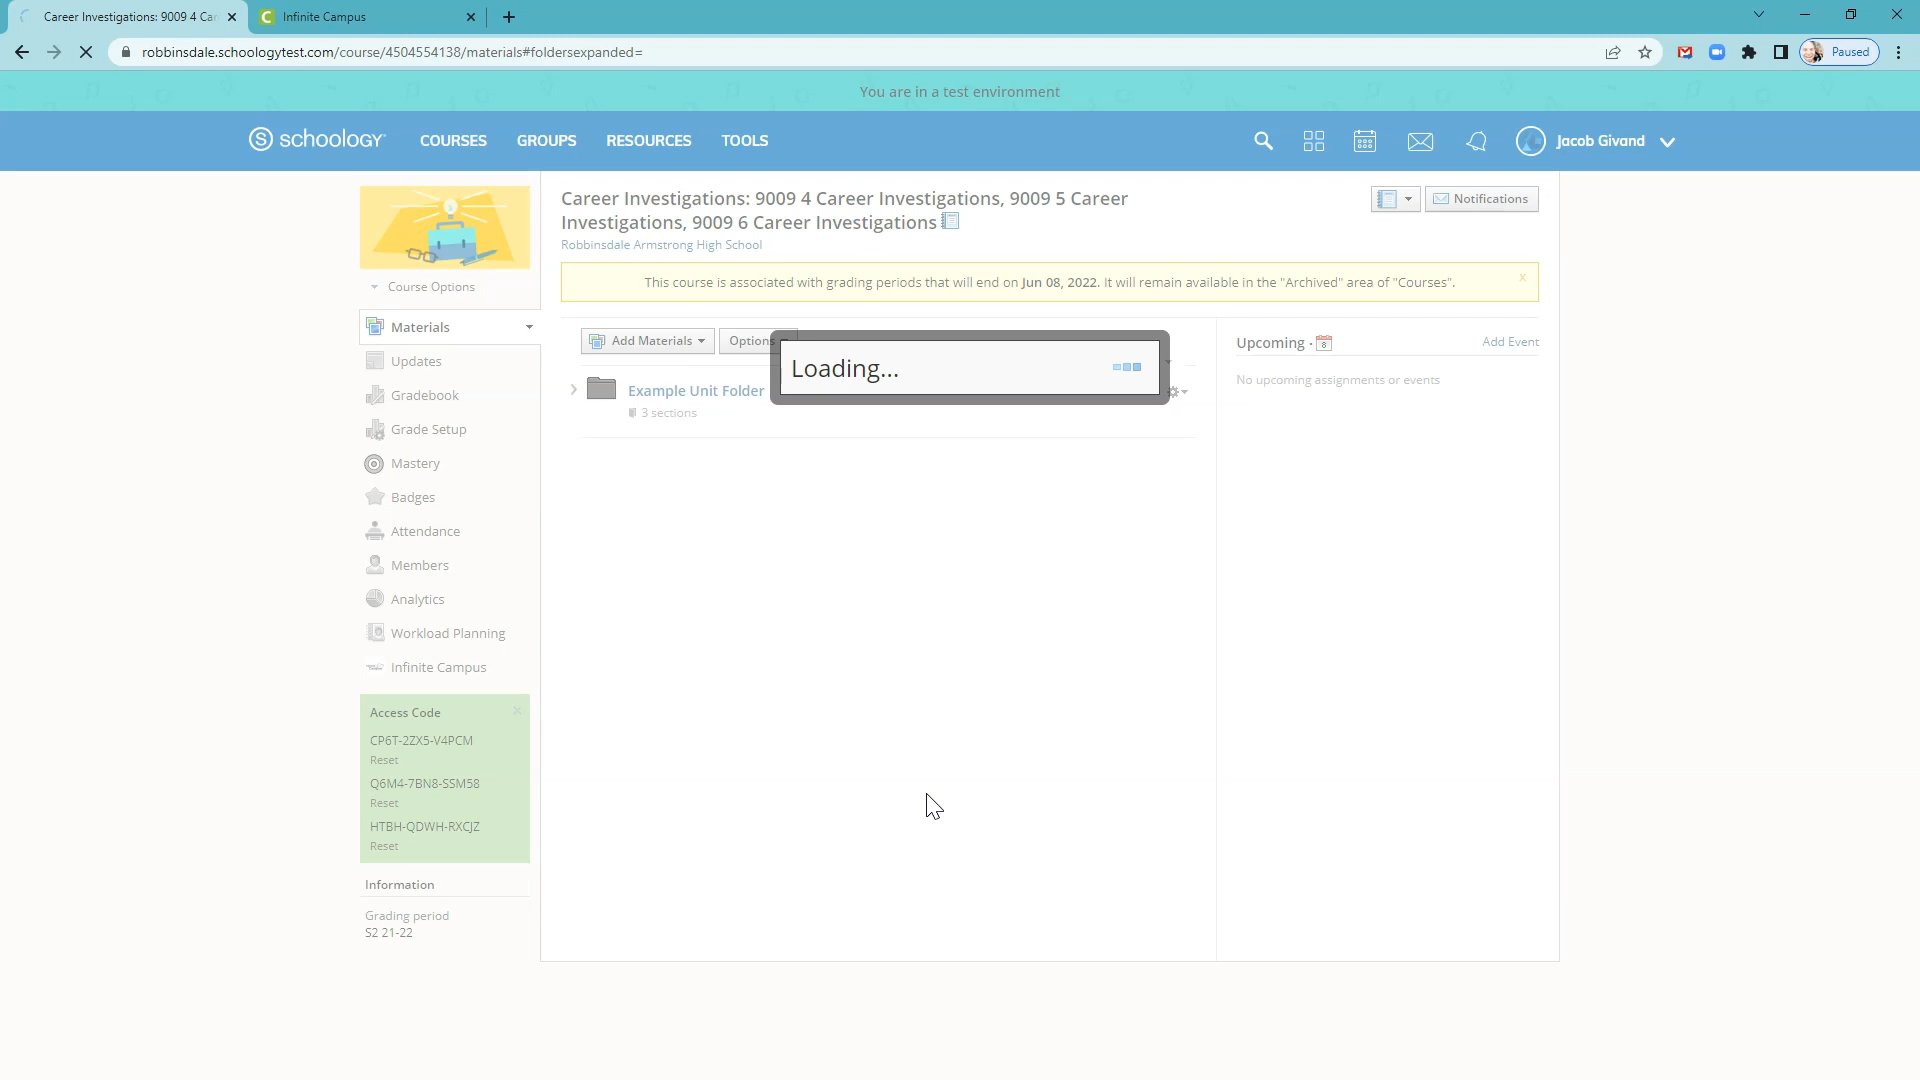 Career Investigations: 9009 4 Car
Infinite Campus
robbinsdale.schoologytest.com/course/4504554138/materials#foldersexpanded=
Paused
You are in a test environment
schoology
COURSES
GROUPS
RESOURCES
TOOLS
Jacob Givand
Career Investigations: 9009 4 Career Investigations, 9009 5 Career
Investigations, 9009 6 Career Investigations
Robbinsdale Armstrong High School
Notifications
Course Options
This course is associated with grading periods that will end on Jun 08, 2022. It will remain available in the "Archived" area of "Courses".
x
Materials
Updates
Gradebook
Grade Setup
Mastery
Badges
Attendance
Members
Analytics
Workload Planning
Infinite Campus
Add Materials
Options
Loading...
Example Unit Folder
3 sections
Upcoming ·
8
Add Event
No upcoming assignments or events
Access Code
CP6T-2ZX5-V4PCM
Reset
Q6M4-7BN8-SSM58
Reset
HTBH-QDWH-RXCJZ
Reset
Information
Grading period
S2 21-22